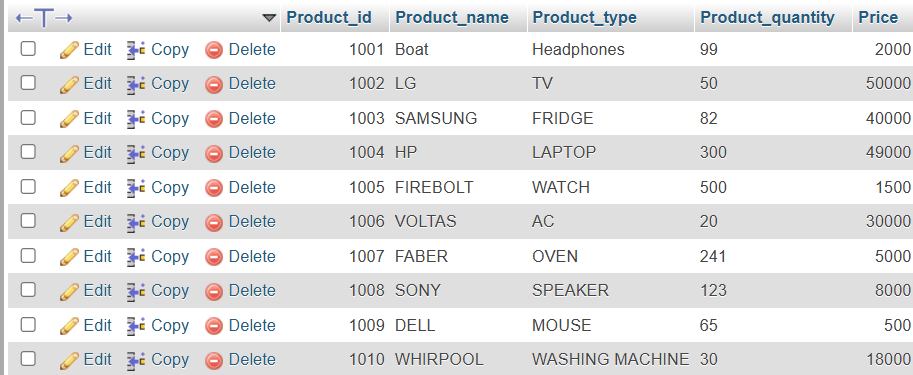 Product_id Product_name Product_type Product_quantity Price
Edit Copy Delete 1001 Boat Headphones 99 2000
Edit Copy Delete 1002 LG TV 50 50000
Edit Copy Delete 1003 SAMSUNG FRIDGE 82 40000
Edit Copy Delete 1004 HP LAPTOP 300 49000
Edit Copy Delete 1005 FIREBOLT WATCH 500 1500
Edit Copy Delete 1006 VOLTAS AC 20 30000
Edit Copy Delete 1007 FABER OVEN 241 5000
Edit Copy Delete 1008 SONY SPEAKER 123 8000
Edit Copy Delete 1009 DELL MOUSE 65 500
Edit Copy Delete 1010 WHIRPOOL WASHING MACHINE 30 18000